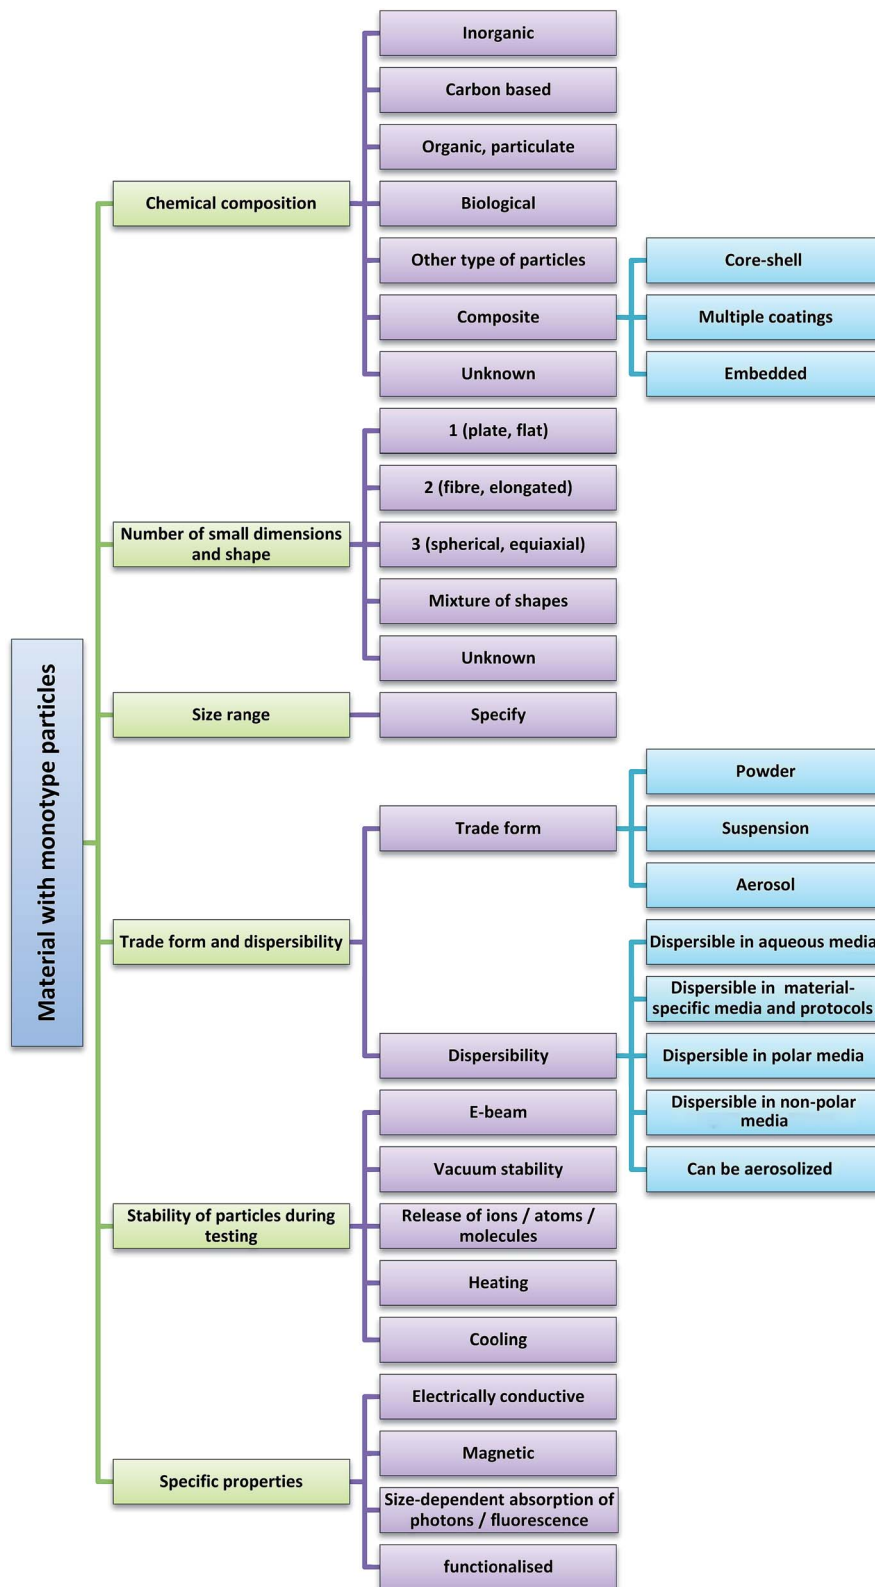 Material with monotype particles
Chemical composition
Inorganic
Carbon based
Organic, particulate
Biological
Other type of particles
Composite
Core-shell
Multiple coatings
Embedded
Unknown
Number of small dimensions
and shape
1 (plate, flat)
2 (fibre, elongated)
3 (spherical, equiaxial)
Mixture of shapes
Unknown
Size range
Specify
Trade form and dispersibility
Trade form
Powder
Suspension
Aerosol
Dispersibility
Dispersible in aqueous media
Dispersible in material-
specific media and protocols
Dispersible in polar media
Dispersible in non-polar
media
Can be aerosolized
Stability of particles during
testing
E-beam
Vacuum stability
Release of ions / atoms /
molecules
Heating
Cooling
Specific properties
Electrically conductive
Magnetic
Size-dependent absorption of
photons / fluorescence
functionalised